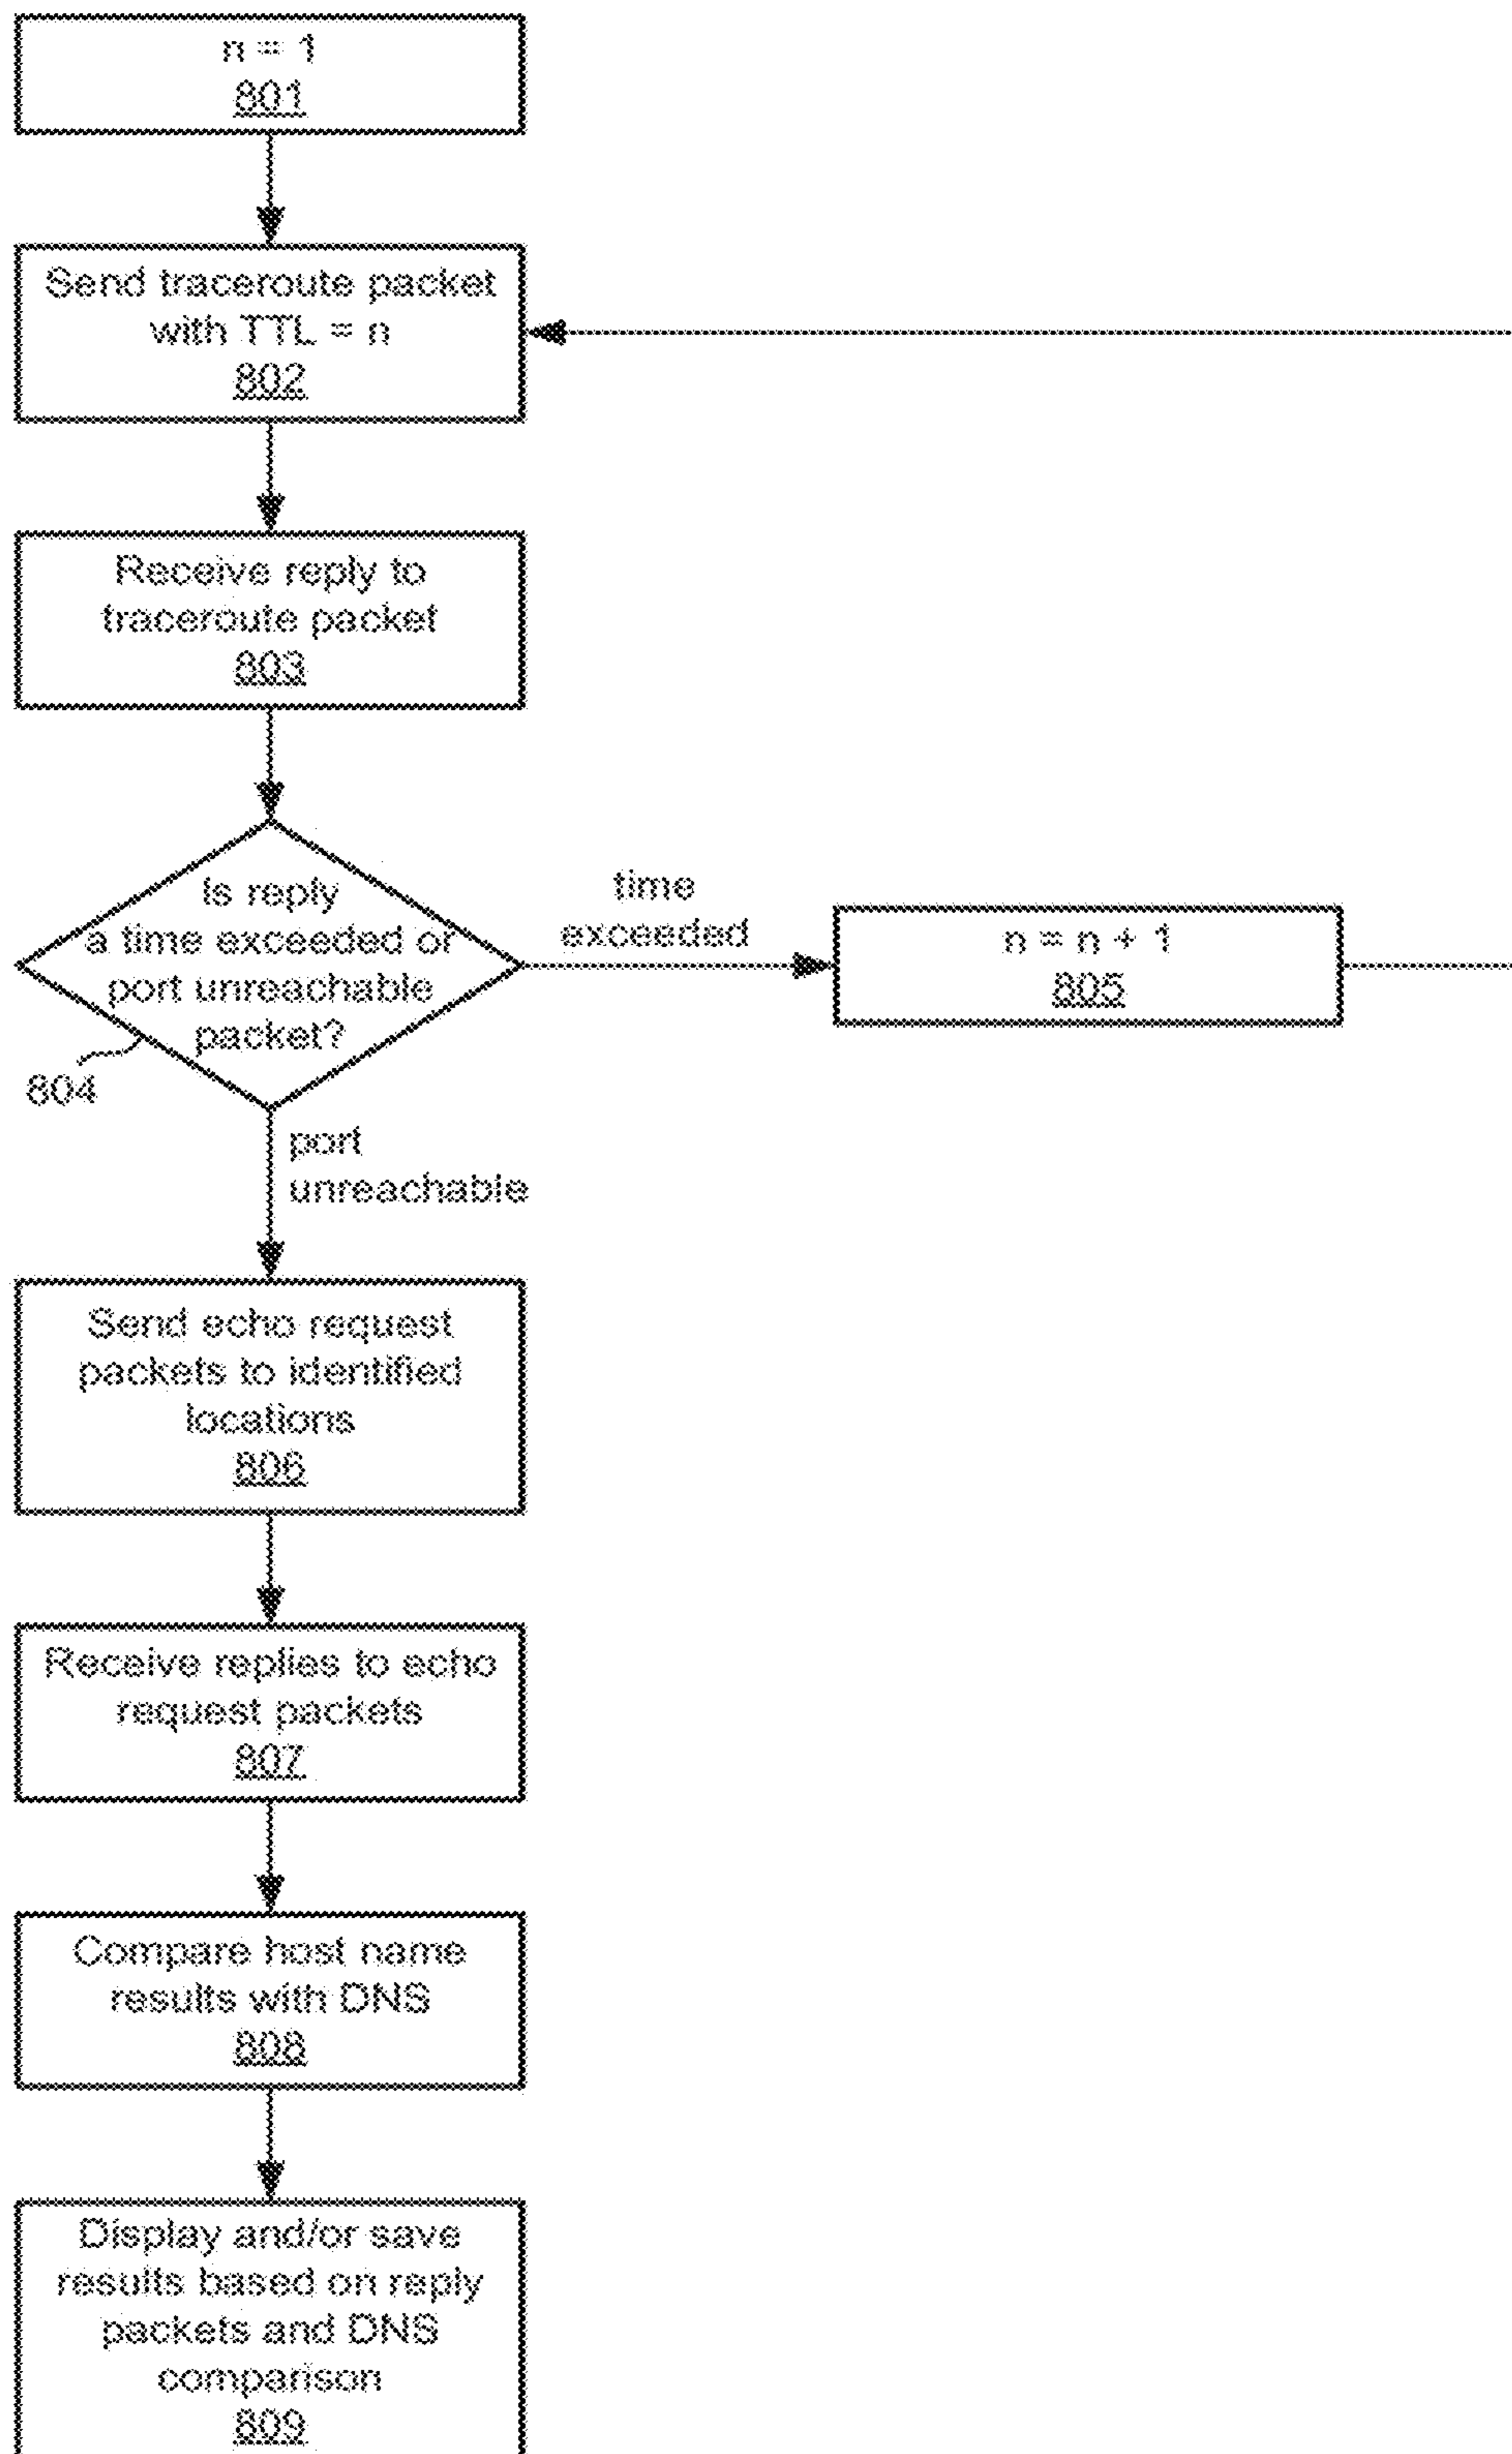 n = 1
801
Send traceroute packet
with TTL = n
802
Receive reply to
traceroute packet
803
Is reply
a time exceeded or
port unreachable
packet?
804
time
exceeded
n = n + 1
805
port
unreachable
Send echo request
packets to identified
locations
806
Receive replies to echo
request packets
807
Compare host name
results with DNS
808
Display and/or save
results based on reply
packets and DNS
comparison
809